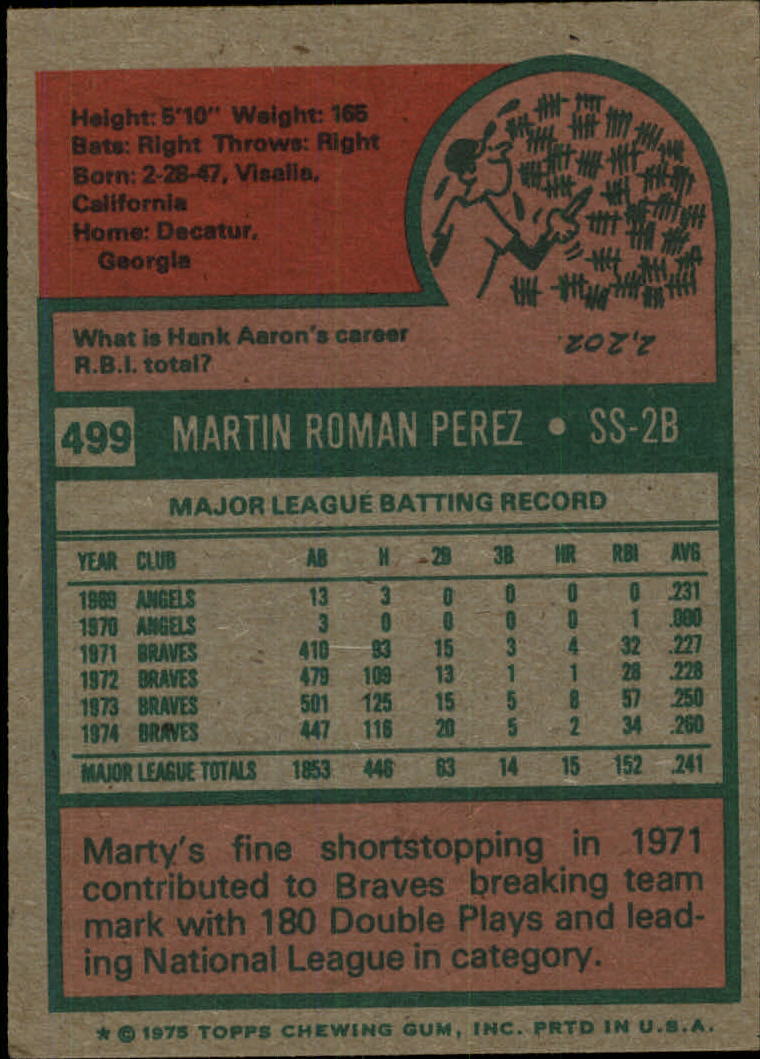 Height: 5'10" Weight: 165
Bats: Right Throws: Right
Born: 2-28-47, Visalia,
California
Home: Decatur,
Georgia
What is Hank Aaron's career
R.B.I. total?
2,202.
499 MARTIN ROMAN PEREZ • SS-2B
MAJOR LEAGUE BATTING RECORD
YEAR CLUB AB H 2B 3B HR RBI AVG
1969 ANGELS 13 3 0 0 0 0 .231
1970 ANGELS 3 0 0 0 0 1 .000
1971 BRAVES 410 93 15 3 4 32 .227
1972 BRAVES 479 109 13 1 1 28 .228
1973 BRAVES 501 125 15 5 8 57 .250
1974 BRAVES 447 116 20 5 2 34 .260
MAJOR LEAGUE TOTALS 1853 446 63 14 15 152 .241
Marty's fine shortstopping in 1971
contributed to Braves breaking team
mark with 180 Double Plays and lead-
ing National League in category.
* © 1975 TOPPS CHEWING GUM, INC. PRTD IN U.S.A.